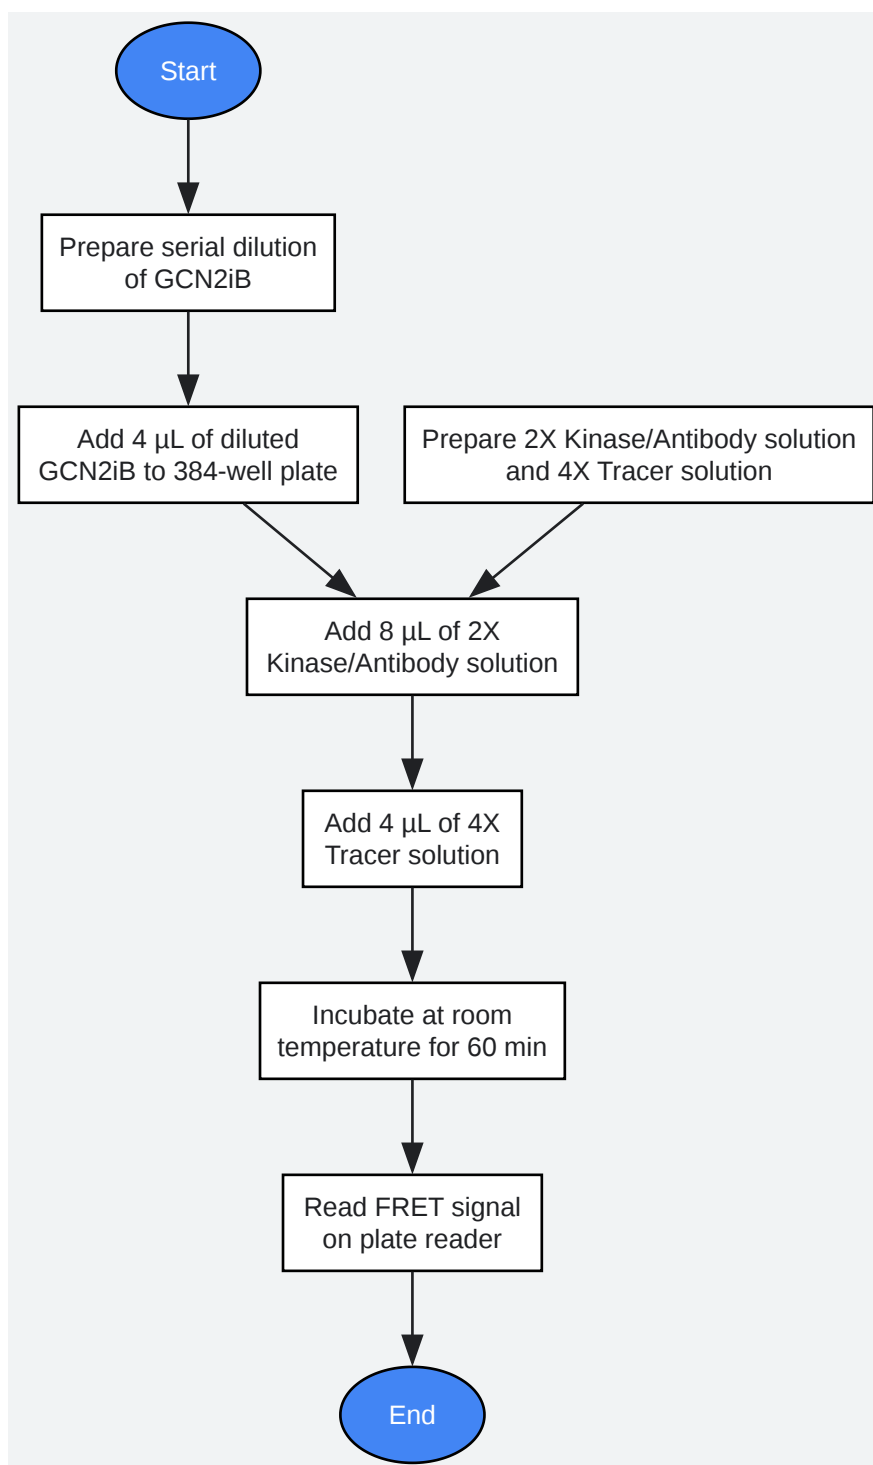 Start
Prepare serial dilution
of GCN2iB
Add 4 µL of diluted
GCN2iB to 384-well plate
Prepare 2X Kinase/Antibody solution
and 4X Tracer solution
Add 8 µL of 2X
Kinase/Antibody solution
Add 4 µL of 4X
Tracer solution
Incubate at room
temperature for 60 min
Read FRET signal
on plate reader
End